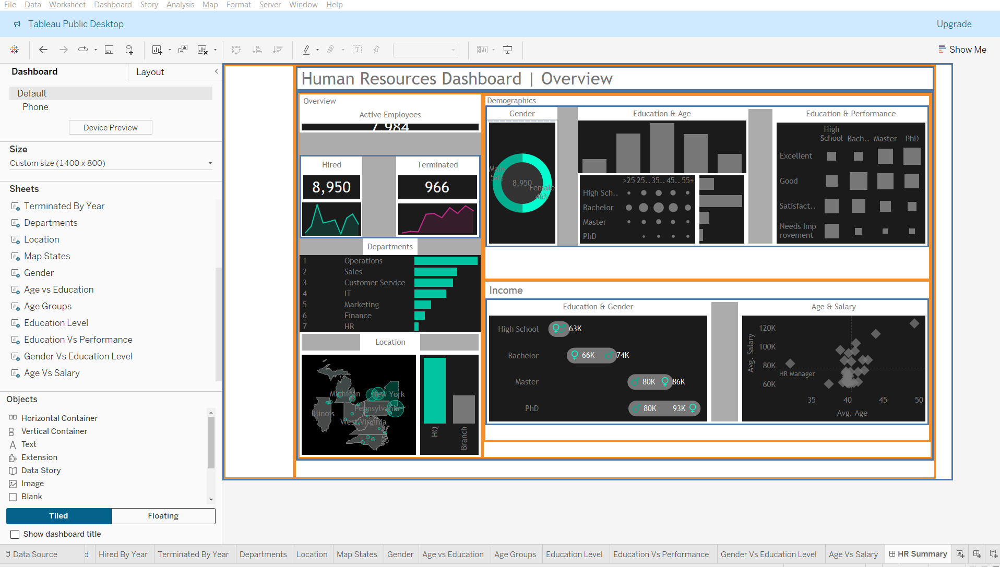 File Data Worksheet Dashboard Story Analysis Map Format Server Window Help
Tableau Public Desktop
Upgrade
Show Me
Dashboard
Layout
Default
Phone
Device Preview
Size
Custom size (1400 x 800)
Sheets
Terminated By Year
Departments
Location
Map States
Gender
Age vs Education
Age Groups
Education Level
Education Vs Performance
Gender Vs Education Level
Age Vs Salary
Objects
Horizontal Container
Vertical Container
Text
Extension
Data Story
Image
Blank
Tiled
Floating
Show dashboard title
Human Resources Dashboard | Overview
Overview
Active Employees
7,984
Hired
Terminated
8,950
966
Departments
1 Operations
2 Sales
3 Customer Service
4 IT
5 Marketing
6 Finance
7 HR
Location
Michigan
New York
Pennsylvania
Illinois
West Virginia
HQ
Branch
Demographics
Gender
Male
54%
8,950
Female
46%
Education & Age
>25 25.. 35.. 45.. 55+
High Sch..
Bachelor
Master
PhD
Education & Performance
High
School Bach.. Master PhD
Excellent
Good
Satisfact..
Needs Imp
rovement
Income
Education & Gender
High School 63K
Bachelor 66K 74K
Master 80K 86K
PhD 80K 93K
Age & Salary
Avg. Salary
120K
100K
80K
HR Manager
60K
35 40 45 50
Avg. Age
Data Source d Hired By Year Terminated By Year Departments Location Map States Gender Age vs Education Age Groups Education Level Education Vs Performance Gender Vs Education Level Age Vs Salary HR Summary